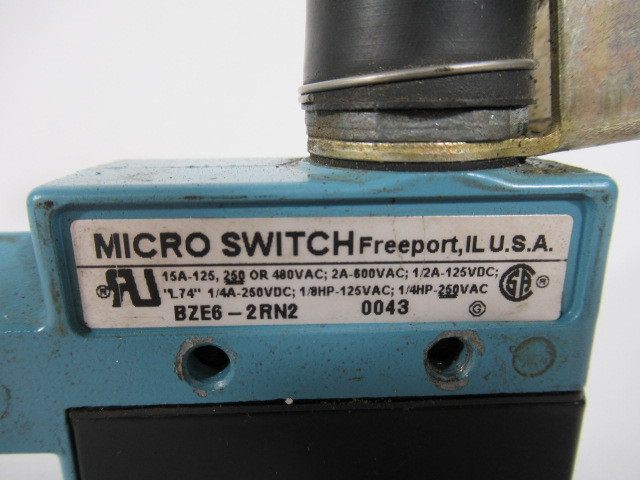 MICRO SWITCH Freeport, IL U.S.A.
15A-125, 250 OR 480VAC; 2A-600VAC; 1/2A-125VDC;
"L74" 1/4A-250VDC; 1/8HP-125VAC; 1/4HP-250VAC
BZE6-2RN2 0043 G